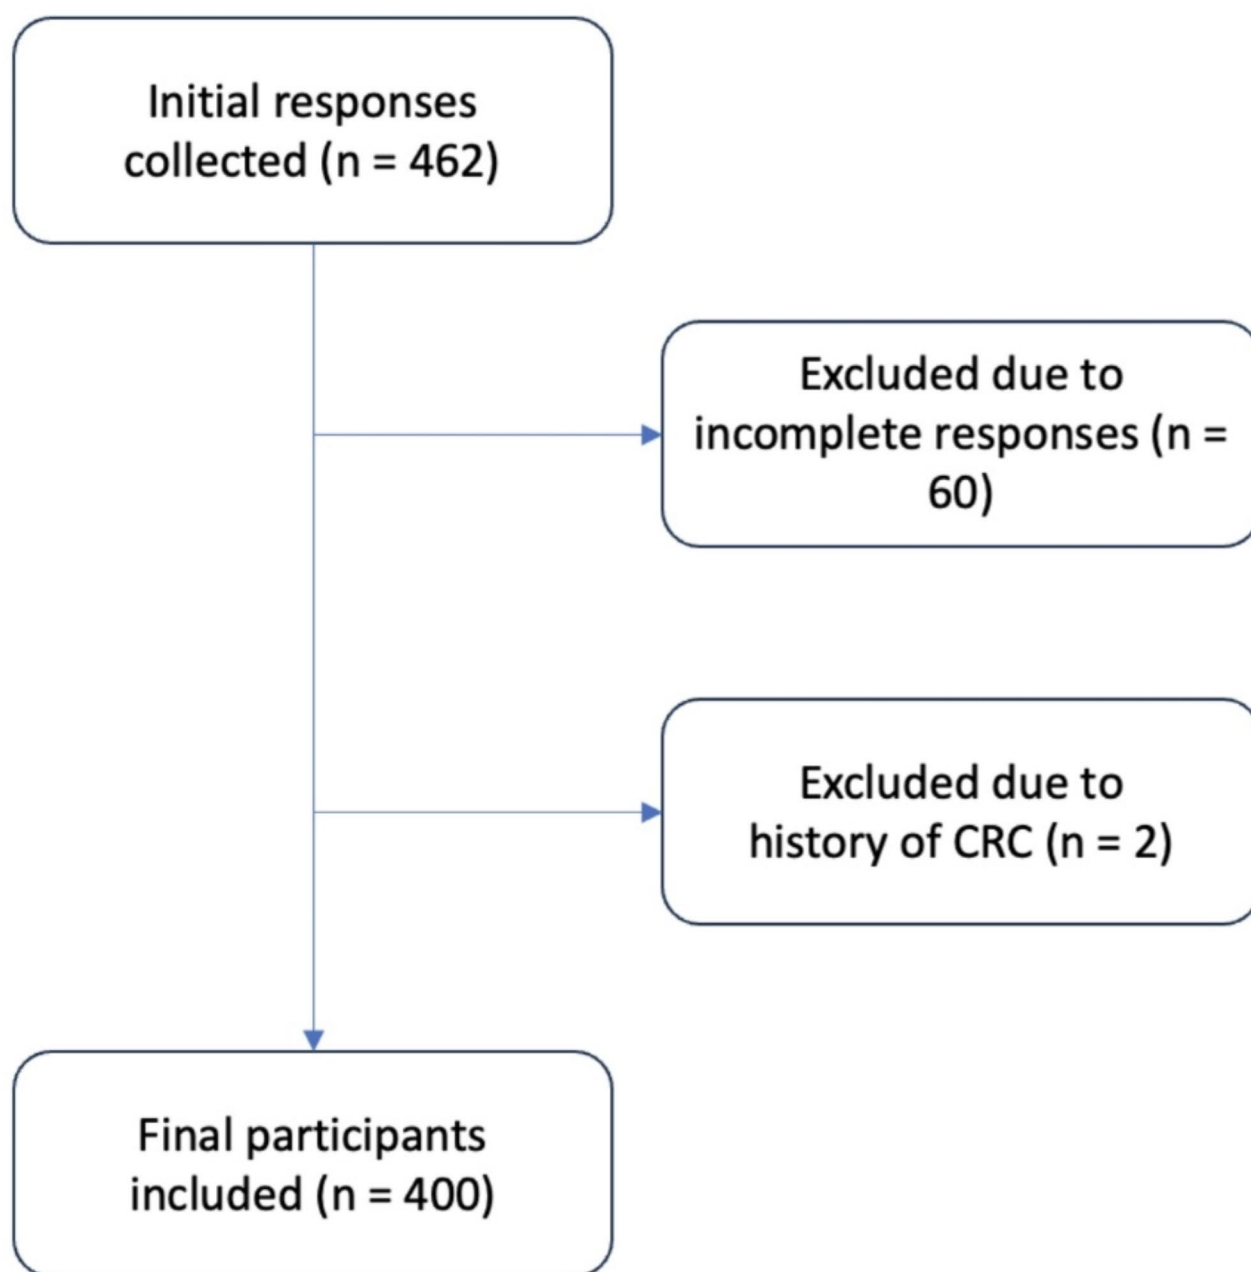 Initial responses
collected (n = 462)
Excluded due to
incomplete responses (n =
60)
Excluded due to
history of CRC (n = 2)
Final participants
included (n = 400)